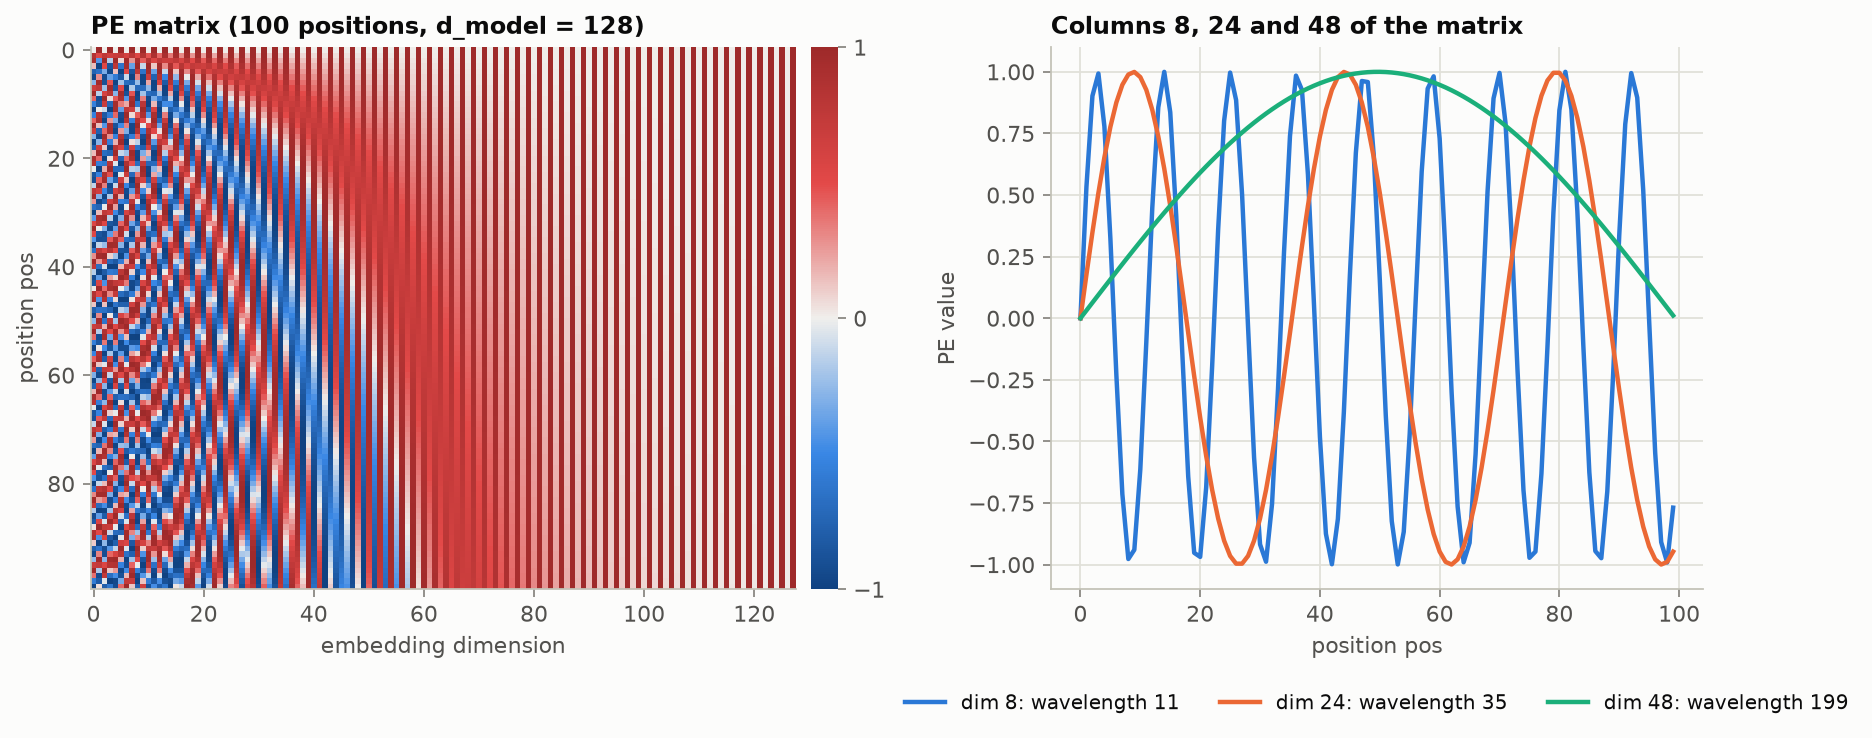 PE matrix (100 positions, d_model = 128)
0
20
40
60
80
position pos
0 20 40 60 80 100 120
embedding dimension
1
0
−1
Columns 8, 24 and 48 of the matrix
1.00
0.75
0.50
0.25
0.00
−0.25
−0.50
−0.75
−1.00
PE value
0 20 40 60 80 100
position pos
dim 8: wavelength 11
dim 24: wavelength 35
dim 48: wavelength 199